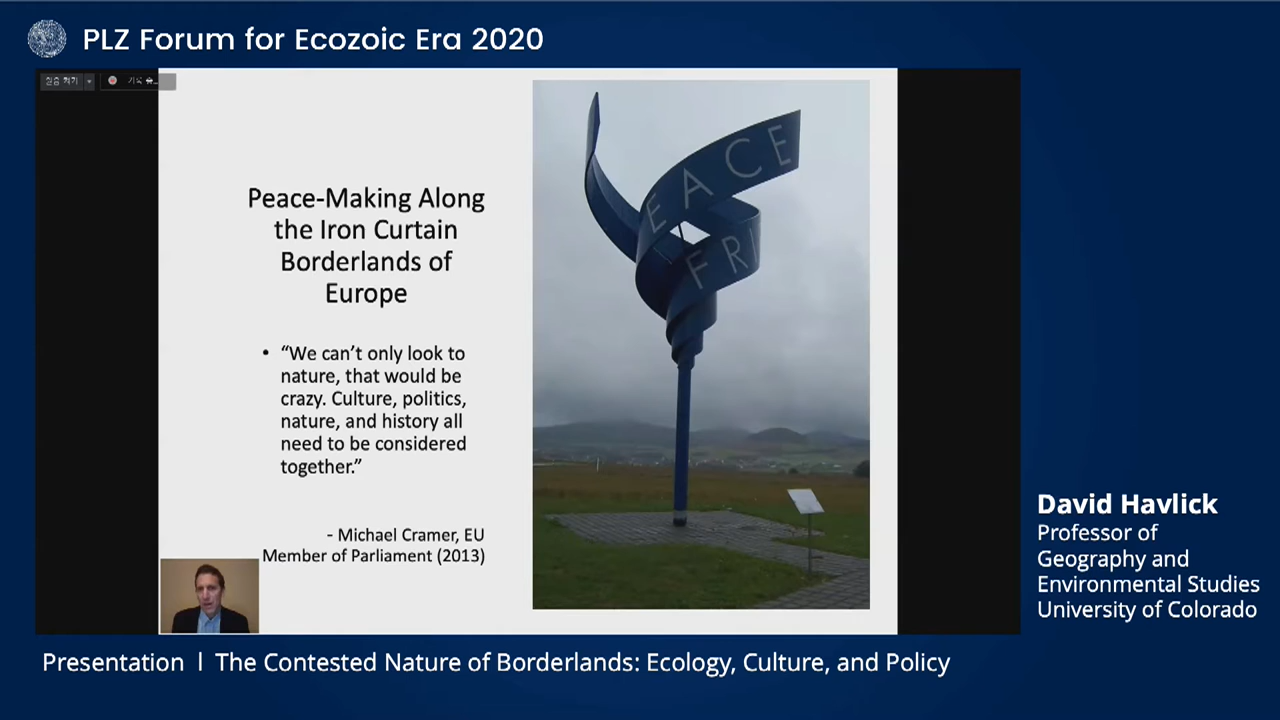 PLZ Forum for Ecozoic Era 2020
Peace-Making Along
the Iron Curtain
Borderlands of
Europe
• “We can’t only look to
nature, that would be
crazy. Culture, politics,
nature, and history all
need to be considered
together.”
- Michael Cramer, EU
Member of Parliament (2013)
EACE
FRI
David Havlick
Professor of
Geography and
Environmental Studies
University of Colorado
Presentation l The Contested Nature of Borderlands: Ecology, Culture, and Policy